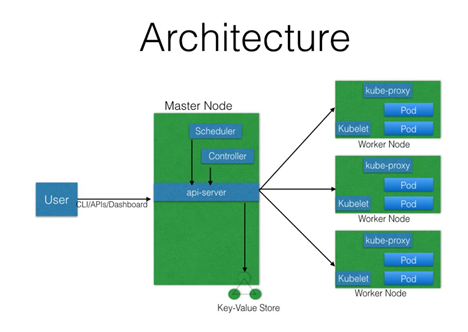 Architecture
Master Node
Scheduler
Controller
api-server
User
CLI/APIs/Dashboard
Key-Value Store
kube-proxy
Pod
Kubelet
Pod
Worker Node
kube-proxy
Pod
Kubelet
Pod
Worker Node
kube-proxy
Pod
Kubelet
Pod
Worker Node